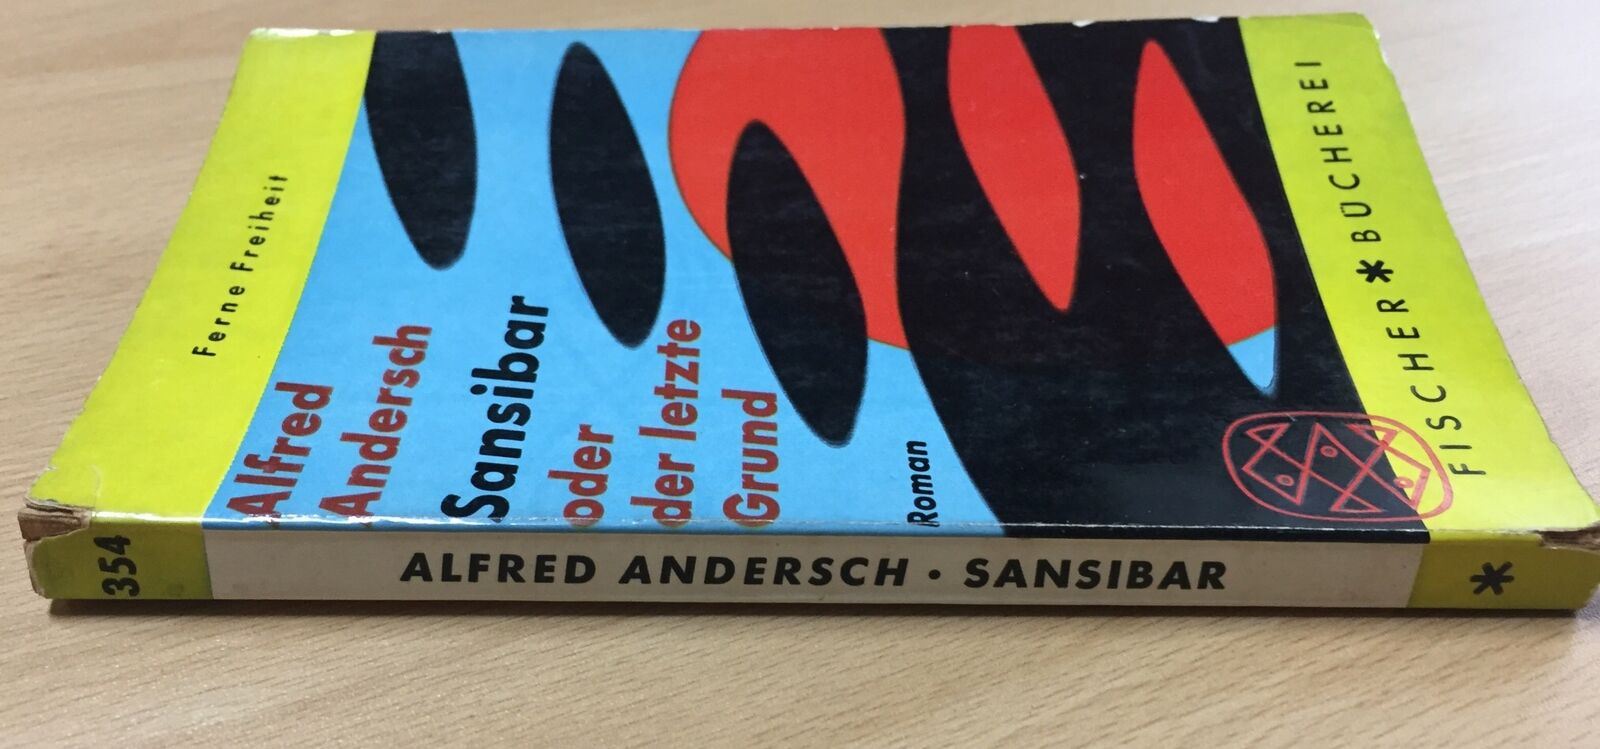 Ferne Freiheit
Alfred
Andersch
Sansibar
oder
der letzte
Grund
Roman
FISCHER * BÜCHEREI
354
ALFRED ANDERSCH · SANSIBAR
*